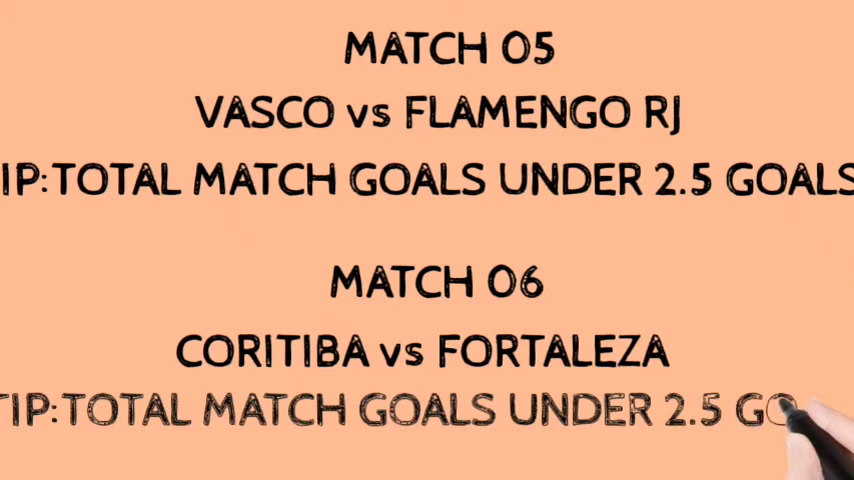 MATCH 05
VASCO vs FLAMENGO RJ
IP:TOTAL MATCH GOALS UNDER 2.5 GOALS
MATCH 06
CORITIBA vs FORTALEZA
TIP:TOTAL MATCH GOALS UNDER 2.5 GO